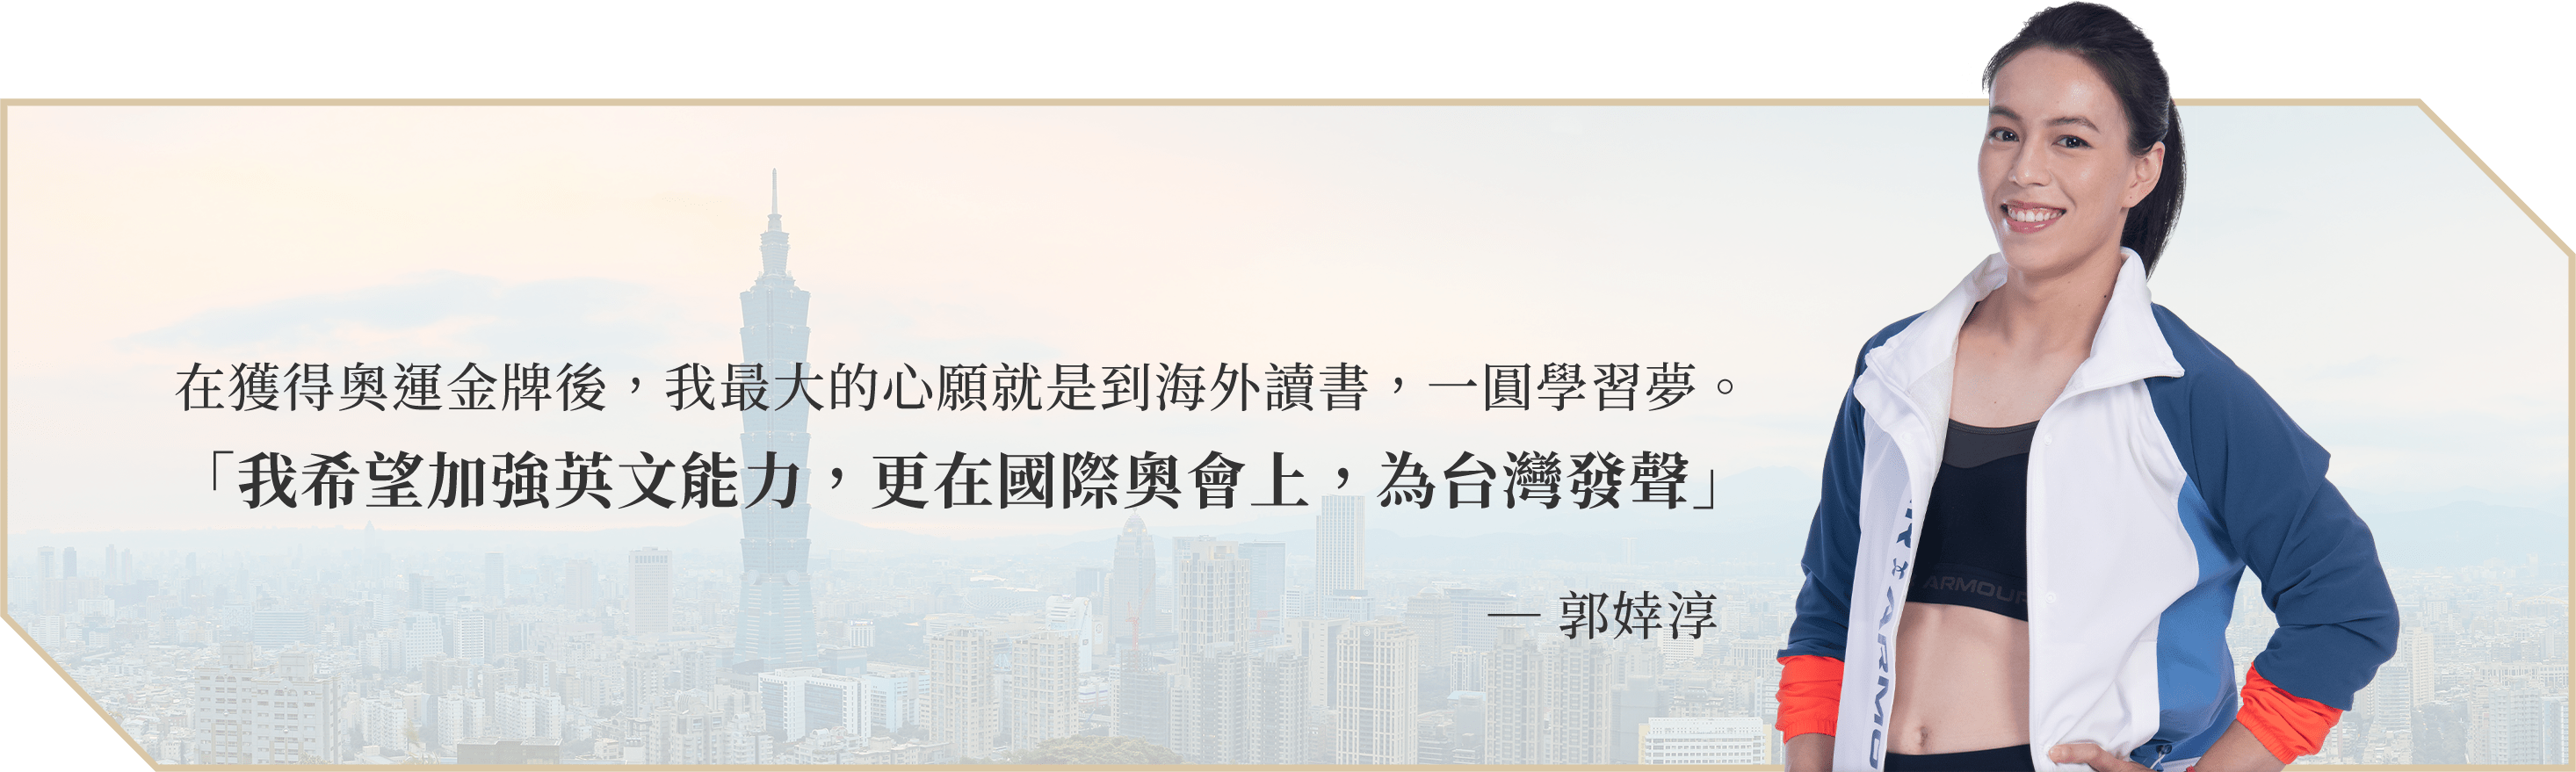 在獲得奧運金牌後，我最大的心願就是到海外讀書，一圓學習夢。
「我希望加強英文能力，更在國際奧會上，為台灣發聲」
— 郭婞淳
ARMOUR
ARMO